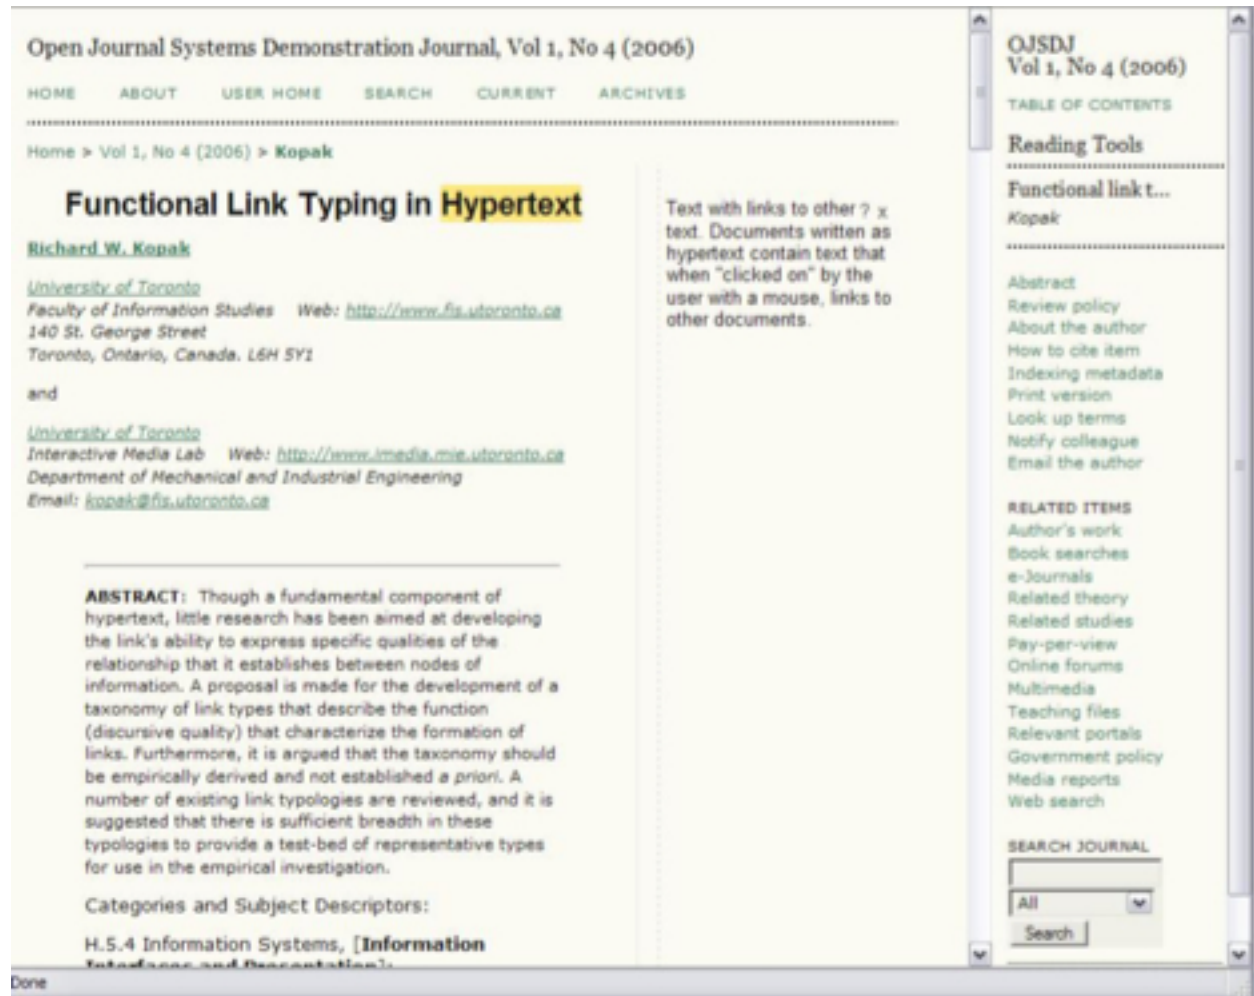 Open Journal Systems Demonstration Journal, Vol 1, No 4 (2006)
HOME ABOUT USER HOME SEARCH CURRENT ARCHIVES
Home > Vol 1, No 4 (2006) > Kopak
Functional Link Typing in Hypertext
Richard W. Kopak
University of Toronto
Faculty of Information Studies Web: http://www.fis.utoronto.ca
140 St. George Street
Toronto, Ontario, Canada. L6H 5Y1
and
University of Toronto
Interactive Media Lab Web: http://www.imedia.mie.utoronto.ca
Department of Mechanical and Industrial Engineering
Email: kopak@fis.utoronto.ca
ABSTRACT: Though a fundamental component of
hypertext, little research has been aimed at developing
the link's ability to express specific qualities of the
relationship that it establishes between nodes of
information. A proposal is made for the development of a
taxonomy of link types that describe the function
(discursive quality) that characterize the formation of
links. Furthermore, it is argued that the taxonomy should
be empirically derived and not established a priori. A
number of existing link typologies are reviewed, and it is
suggested that there is sufficient breadth in these
typologies to provide a test-bed of representative types
for use in the empirical investigation.
Categories and Subject Descriptors:
H.5.4 Information Systems, [Information
Interfaces and Presentation]:
Text with links to other ? x
text. Documents written as
hypertext contain text that
when "clicked on" by the
user with a mouse, links to
other documents.
OJSDJ
Vol 1, No 4 (2006)
TABLE OF CONTENTS
Reading Tools
Functional link t...
Kopak
Abstract
Review policy
About the author
How to cite item
Indexing metadata
Print version
Look up terms
Notify colleague
Email the author
RELATED ITEMS
Author's work
Book searches
e-Journals
Related theory
Related studies
Pay-per-view
Online forums
Multimedia
Teaching files
Relevant portals
Government policy
Media reports
Web search
SEARCH JOURNAL
All
Search
Done